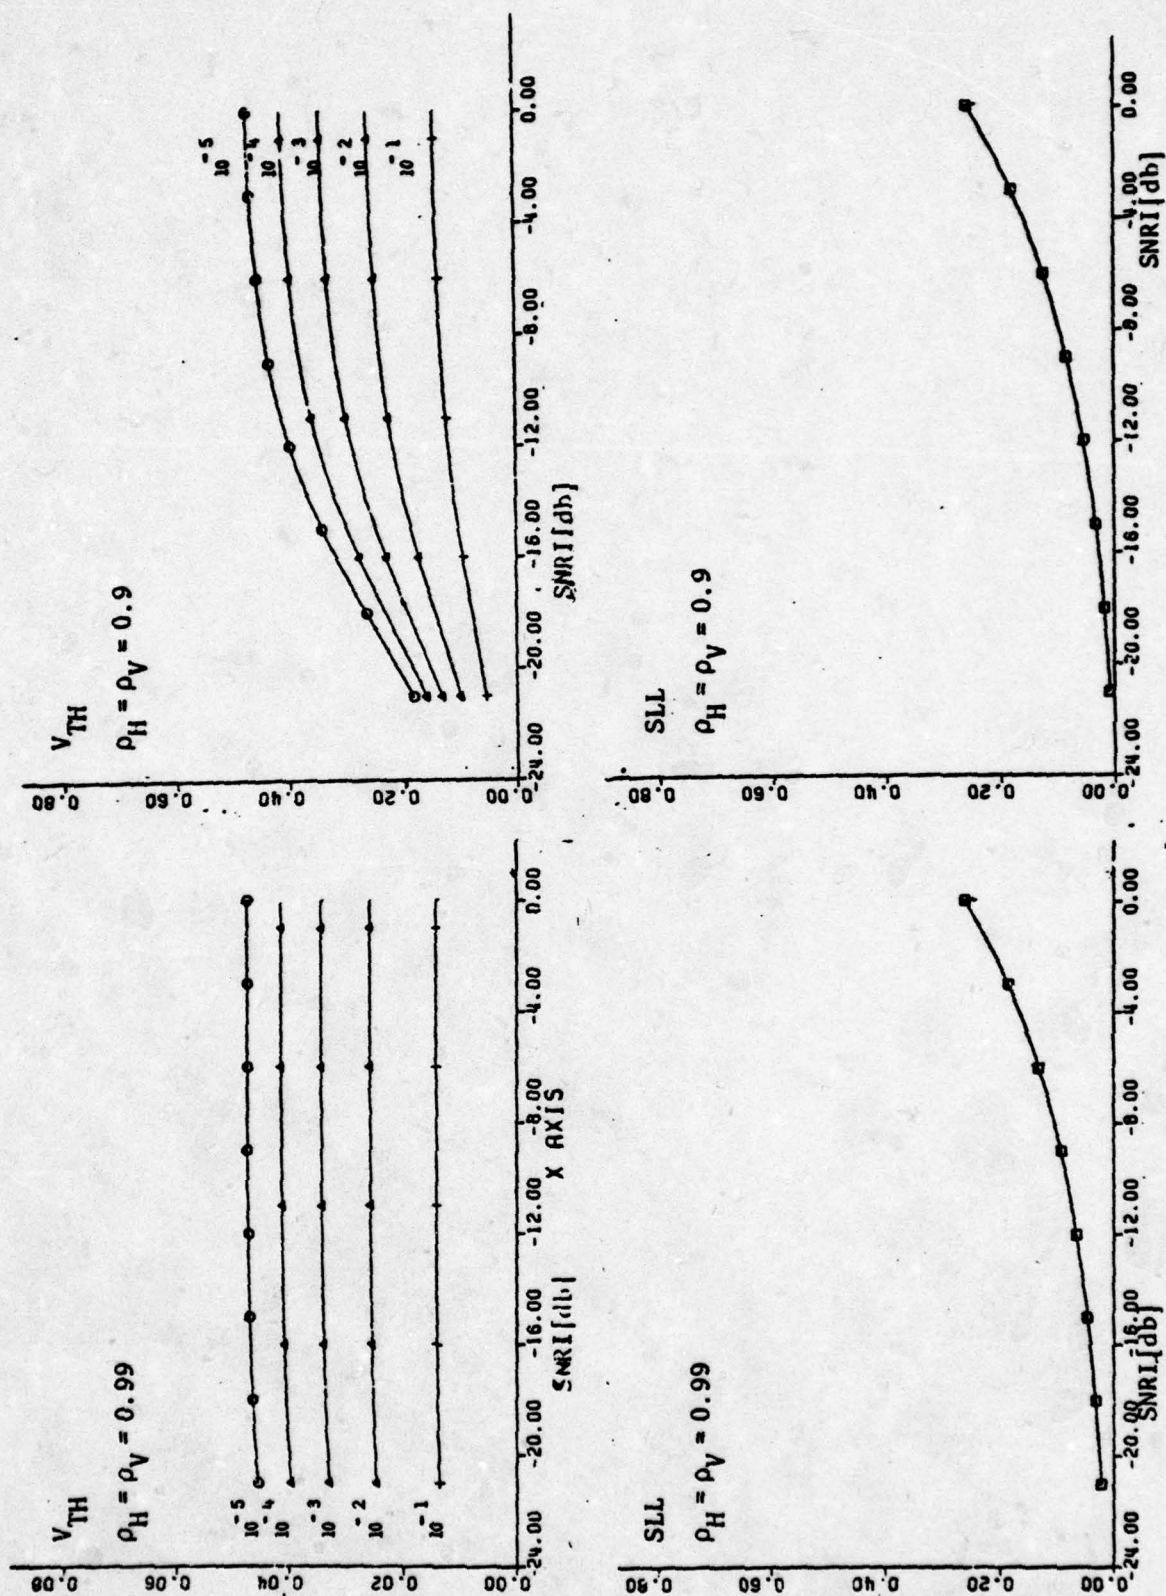 V_TH
ρ_H = ρ_V = 0.99
0.08
0.06
0.04
0.02
0.00
10^-5
10^-4
10^-3
10^-2
10^-1
-24.00 -20.00 -16.00 -12.00 -8.00 -4.00 0.00
SNRI[db] X AXIS
V_TH
ρ_H = ρ_V = 0.9
0.80
0.60
0.40
0.20
0.00
10^-5
10^-4
10^-3
10^-2
10^-1
-24.00 -20.00 -16.00 -12.00 -8.00 -4.00 0.00
SNRI[db]
SLL
ρ_H = ρ_V = 0.99
0.80
0.60
0.40
0.20
0.00
-24.00 -20.00 -16.00 -12.00 -8.00 -4.00 0.00
SNRI[db]
SLL
ρ_H = ρ_V = 0.9
0.80
0.60
0.40
0.20
0.00
-24.00 -20.00 -16.00 -12.00 -8.00 -4.00 0.00
SNRI[db]